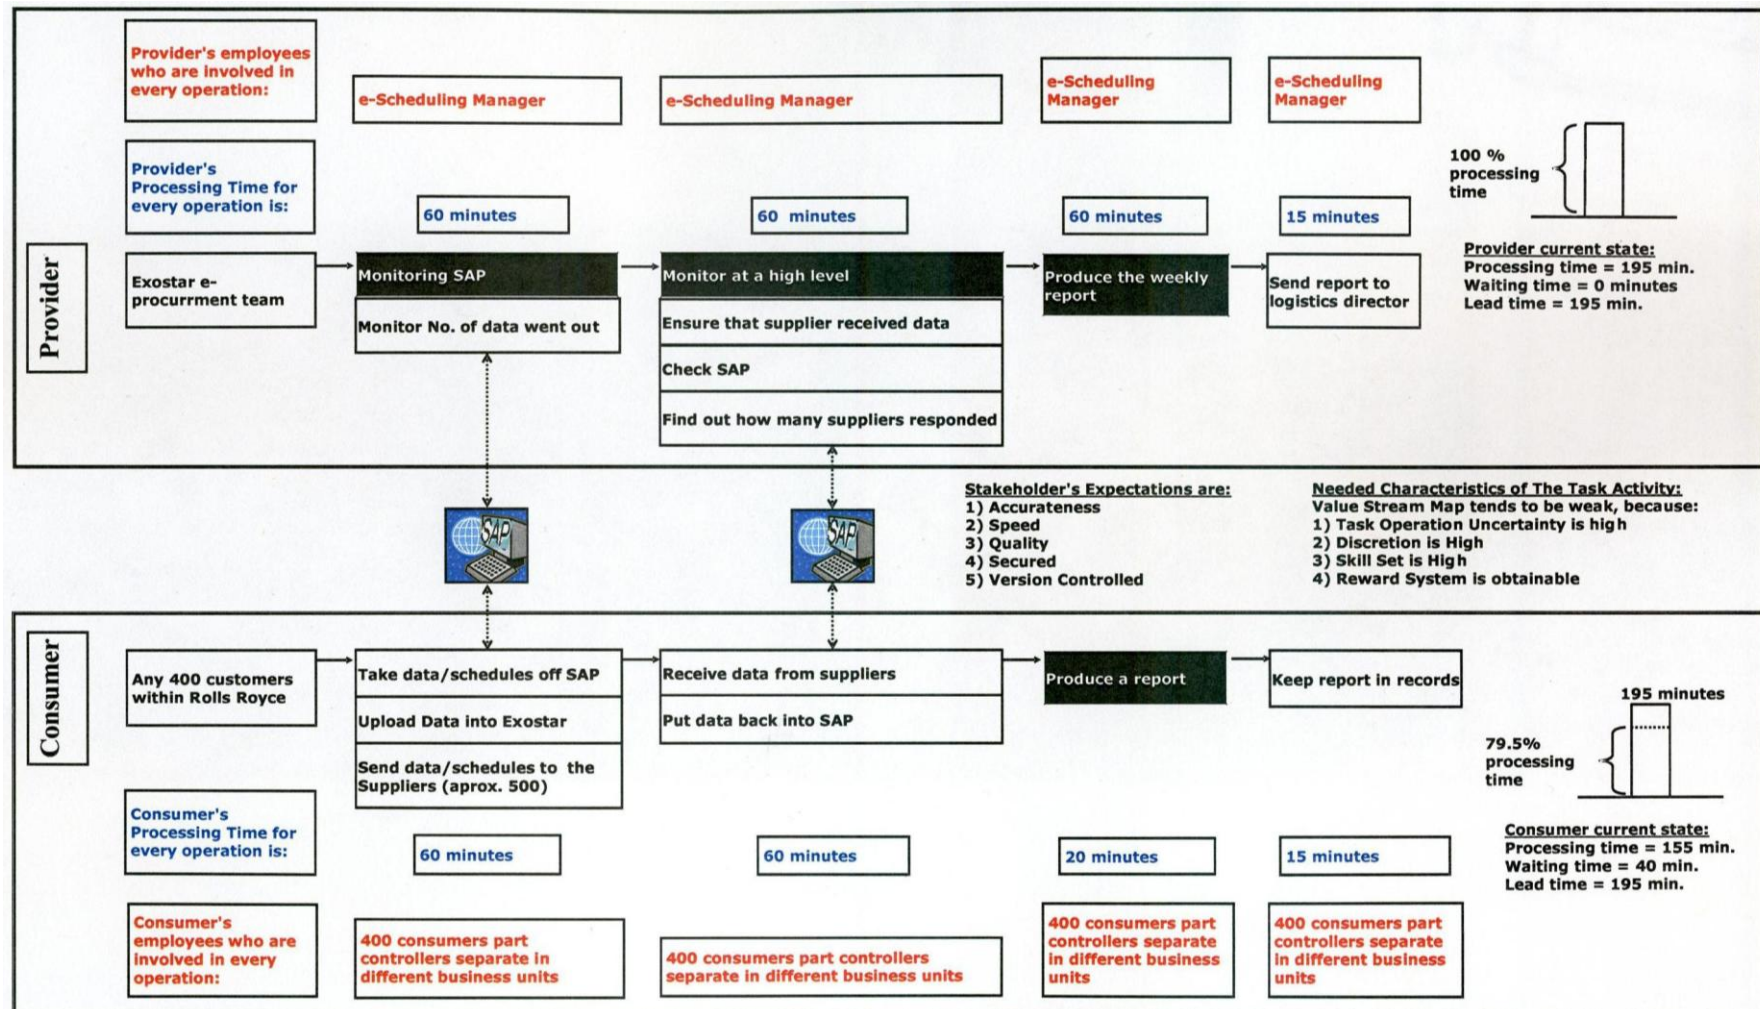 Provider's employees
who are involved in
every operation:
e-Scheduling Manager
e-Scheduling Manager
e-Scheduling
Manager
e-Scheduling
Manager
Provider's
Processing Time for
every operation is:
60 minutes
60 minutes
60 minutes
15 minutes
100 %
processing
time
Provider
Exostar e-
procurrment team
Monitoring SAP
Monitor No. of data went out
Monitor at a high level
Ensure that supplier received data
Check SAP
Find out how many suppliers responded
Produce the weekly
report
Send report to
logistics director
Provider current state:
Processing time = 195 min.
Waiting time = 0 minutes
Lead time = 195 min.
SAP
SAP
Stakeholder's Expectations are:
1) Accurateness
2) Speed
3) Quality
4) Secured
5) Version Controlled
Needed Characteristics of The Task Activity:
Value Stream Map tends to be weak, because:
1) Task Operation Uncertainty is high
2) Discretion is High
3) Skill Set is High
4) Reward System is obtainable
Consumer
Any 400 customers
within Rolls Royce
Take data/schedules off SAP
Upload Data into Exostar
Send data/schedules to the
Suppliers (aprox. 500)
Receive data from suppliers
Put data back into SAP
Produce a report
Keep report in records
195 minutes
79.5%
processing
time
Consumer's
Processing Time for
every operation is:
60 minutes
60 minutes
20 minutes
15 minutes
Consumer current state:
Processing time = 155 min.
Waiting time = 40 min.
Lead time = 195 min.
Consumer's
employees who are
involved in every
operation:
400 consumers part
controllers separate in
different business units
400 consumers part controllers
separate in different business units
400 consumers part
controllers separate
in different business
units
400 consumers part
controllers separate
in different business
units